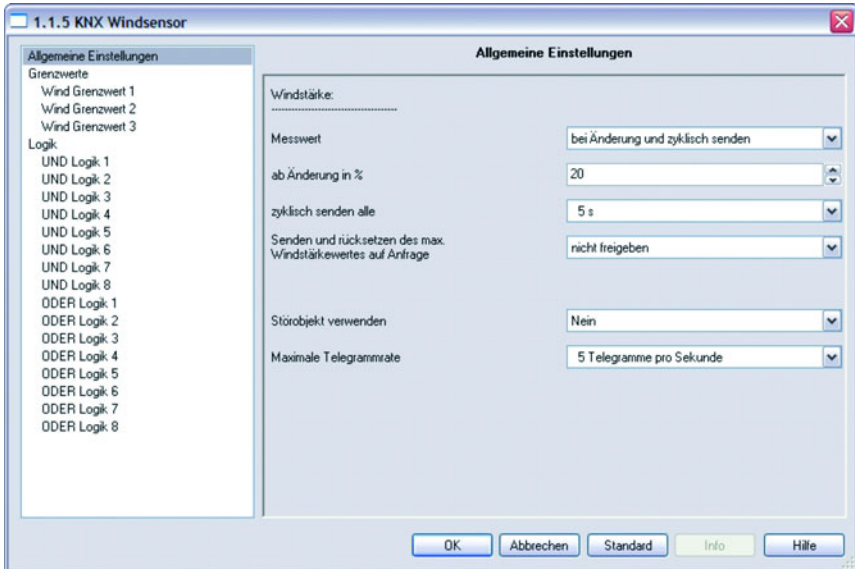 1.1.5 KNX Windsensor
Allgemeine Einstellungen
Grenzwerte
Wind Grenzwert 1
Wind Grenzwert 2
Wind Grenzwert 3
Logik
UND Logik 1
UND Logik 2
UND Logik 3
UND Logik 4
UND Logik 5
UND Logik 6
UND Logik 7
UND Logik 8
ODER Logik 1
ODER Logik 2
ODER Logik 3
ODER Logik 4
ODER Logik 5
ODER Logik 6
ODER Logik 7
ODER Logik 8
Allgemeine Einstellungen
Windstärke:
------------------------------------
Messwert
bei Änderung und zyklisch senden
ab Änderung in %
20
zyklisch senden alle
5 s
Senden und rücksetzen des max.
Windstärkewertes auf Anfrage
nicht freigeben
Störobjekt verwenden
Nein
Maximale Telegrammrate
5 Telegramme pro Sekunde
OK
Abbrechen
Standard
Info
Hilfe